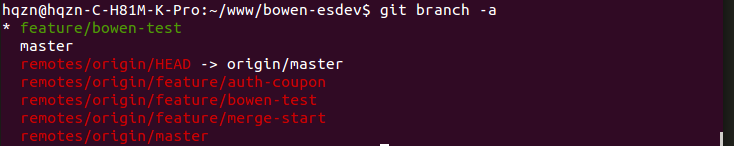 hqzn@hqzn-C-H81M-K-Pro:~/www/bowen-esdev$ git branch -a
* feature/bowen-test
master
remotes/origin/HEAD -> origin/master
remotes/origin/feature/auth-coupon
remotes/origin/feature/bowen-test
remotes/origin/feature/merge-start
remotes/origin/master